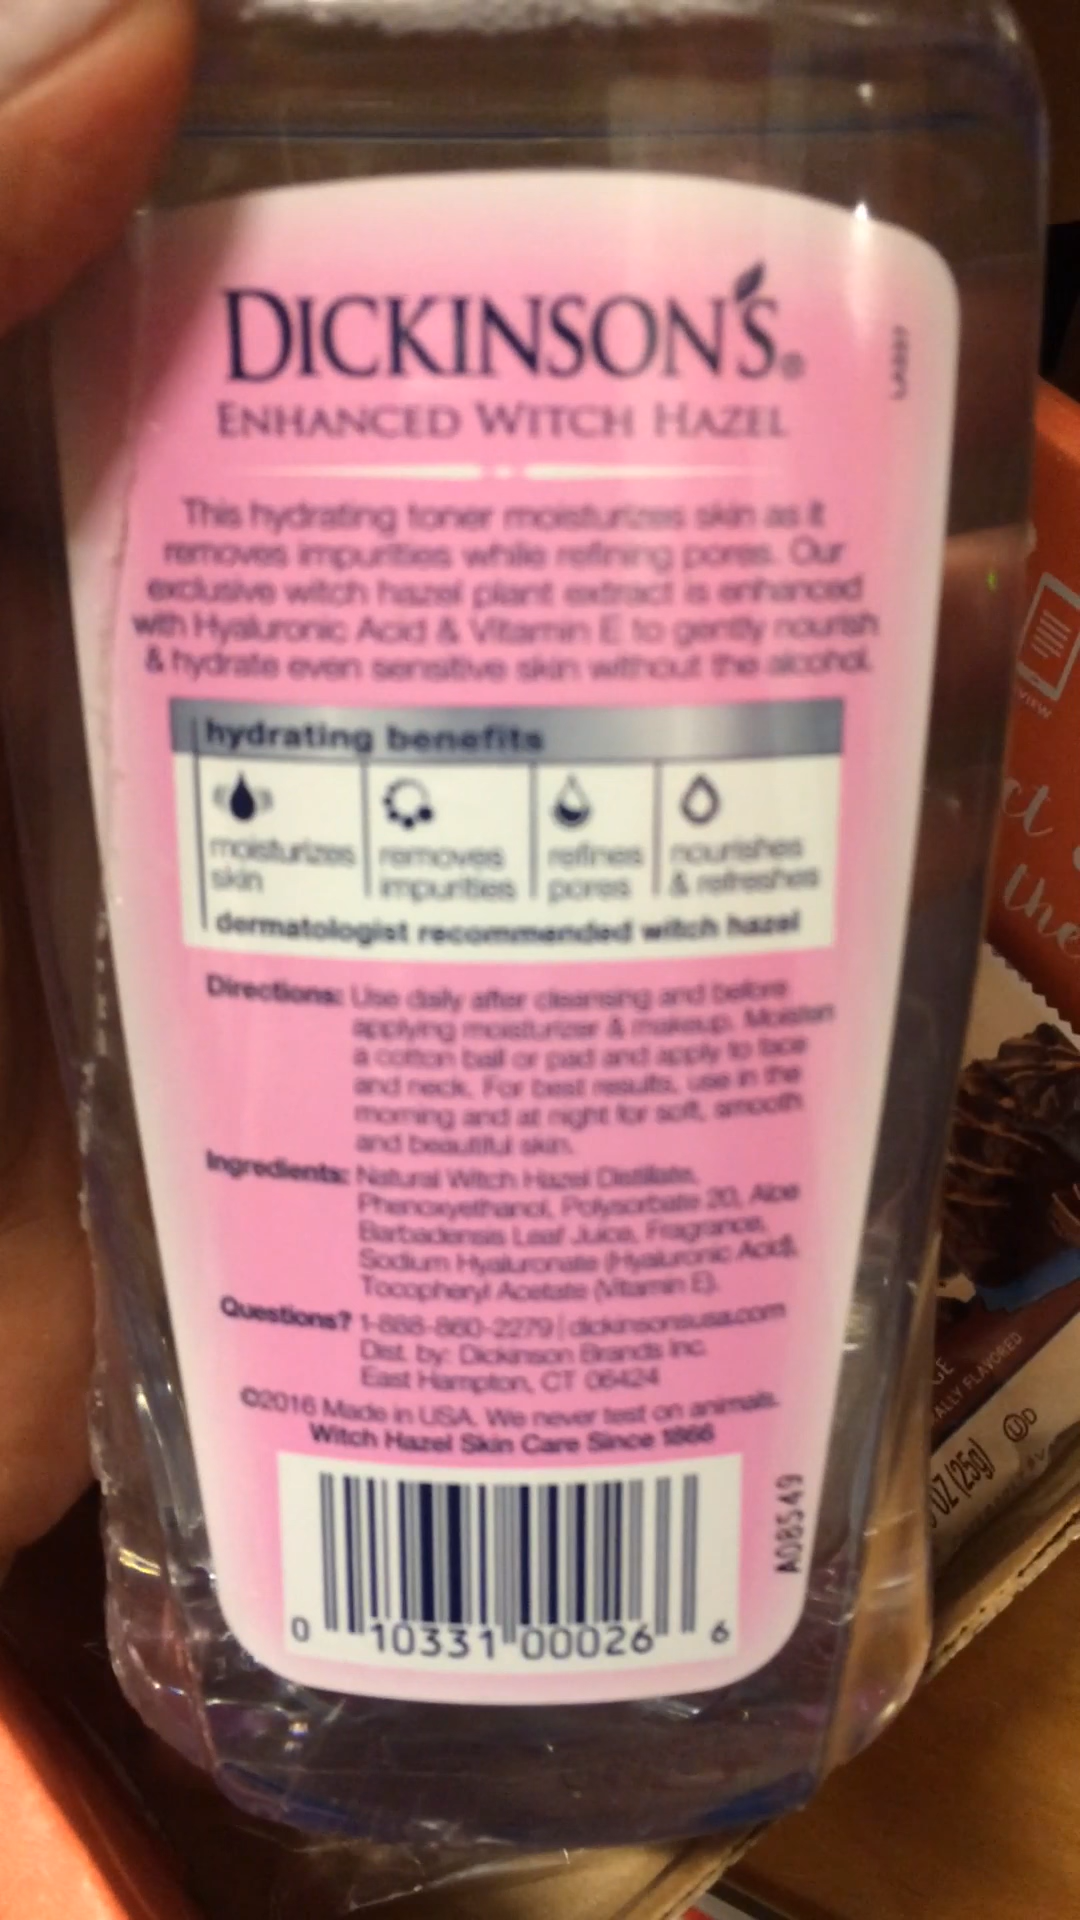 DICKINSON'S®
ENHANCED WITCH HAZEL
This hydrating toner moisturizes skin as it
removes impurities while refining pores. Our
exclusive witch hazel plant extract is enhanced
with Hyaluronic Acid & Vitamin E to gently nourish
& hydrate even sensitive skin without the alcohol.
hydrating benefits
moisturizes
skin
removes
impurities
refines
pores
nourishes
& refreshes
dermatologist recommended witch hazel
Directions: Use daily after cleansing and before
applying moisturizer & makeup. Moisten
a cotton ball or pad and apply to face
and neck. For best results, use in the
morning and at night for soft, smooth
and beautiful skin.
Ingredients: Natural Witch Hazel Distillate,
Phenoxyethanol, Polysorbate 20, Aloe
Barbadensis Leaf Juice, Fragrance,
Sodium Hyaluronate (Hyaluronic Acid),
Tocopheryl Acetate (Vitamin E).
Questions? 1-888-860-2279 | dickinsonsusa.com
Dist. by: Dickinson Brands Inc.
East Hampton, CT 06424
©2016 Made in USA. We never test on animals.
Witch Hazel Skin Care Since 1866
A08549
0 10331 00026 6
ct
the
ALLY FLAVORED
OZ (25g)